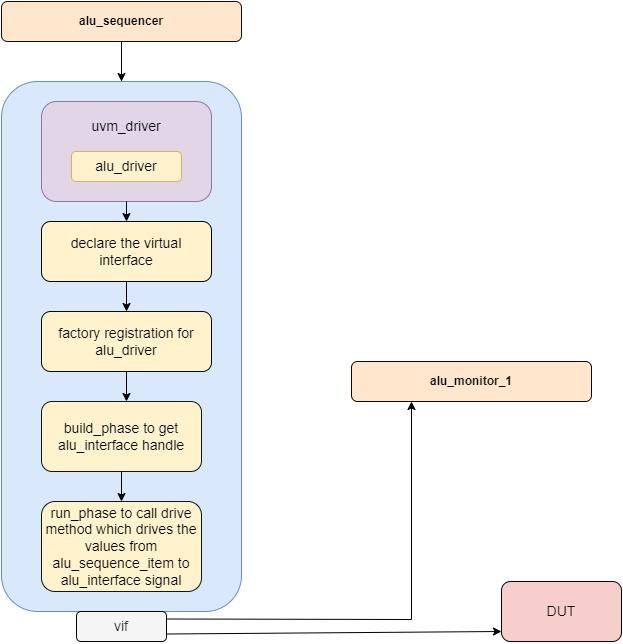 alu_sequencer
uvm_driver
alu_driver
declare the virtual
interface
factory registration for
alu_driver
build_phase to get
alu_interface handle
run_phase to call drive
method which drives the
values from
alu_sequence_item to
alu_interface signal
alu_monitor_1
vif
DUT